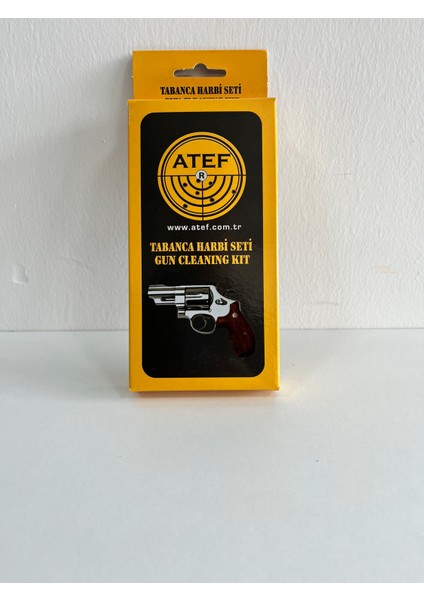 TABANCA HARBİ SETİ
ATEF
R
www.atef.com.tr
TABANCA HARBİ SETİ
GUN CLEANING KIT